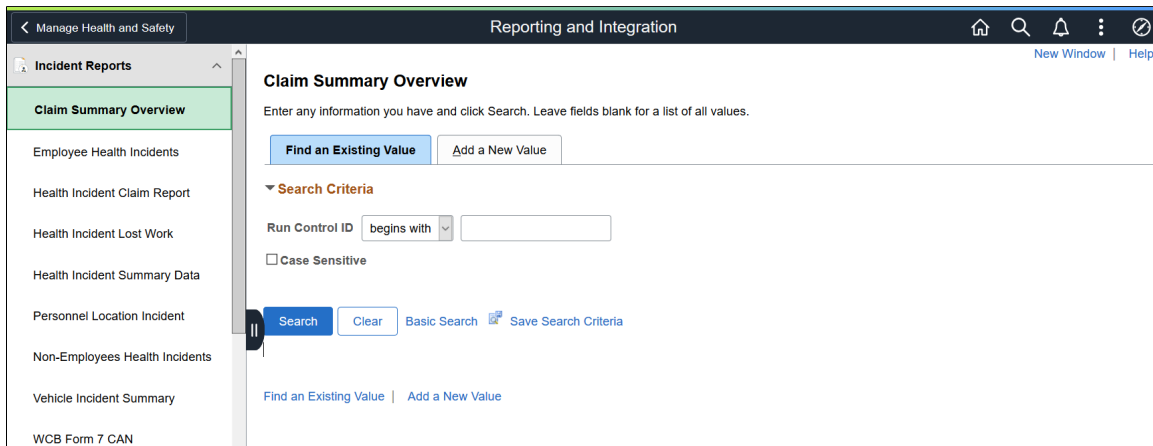 Manage Health and Safety
Reporting and Integration
New Window | Help
Incident Reports
Claim Summary Overview
Employee Health Incidents
Health Incident Claim Report
Health Incident Lost Work
Health Incident Summary Data
Personnel Location Incident
Non-Employees Health Incidents
Vehicle Incident Summary
WCB Form 7 CAN
Claim Summary Overview
Enter any information you have and click Search. Leave fields blank for a list of all values.
Find an Existing Value Add a New Value
Search Criteria
Run Control ID begins with
Case Sensitive
Search Clear Basic Search Save Search Criteria
Find an Existing Value | Add a New Value